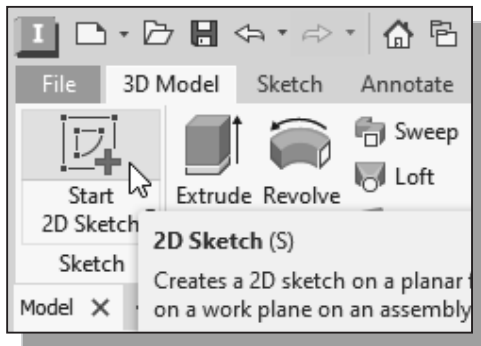 I
File 3D Model Sketch Annotate
Start
2D Sketch
Extrude Revolve
Sweep
Loft
Sketch
2D Sketch (S)
Creates a 2D sketch on a planar
on a work plane on an assembly
Model X